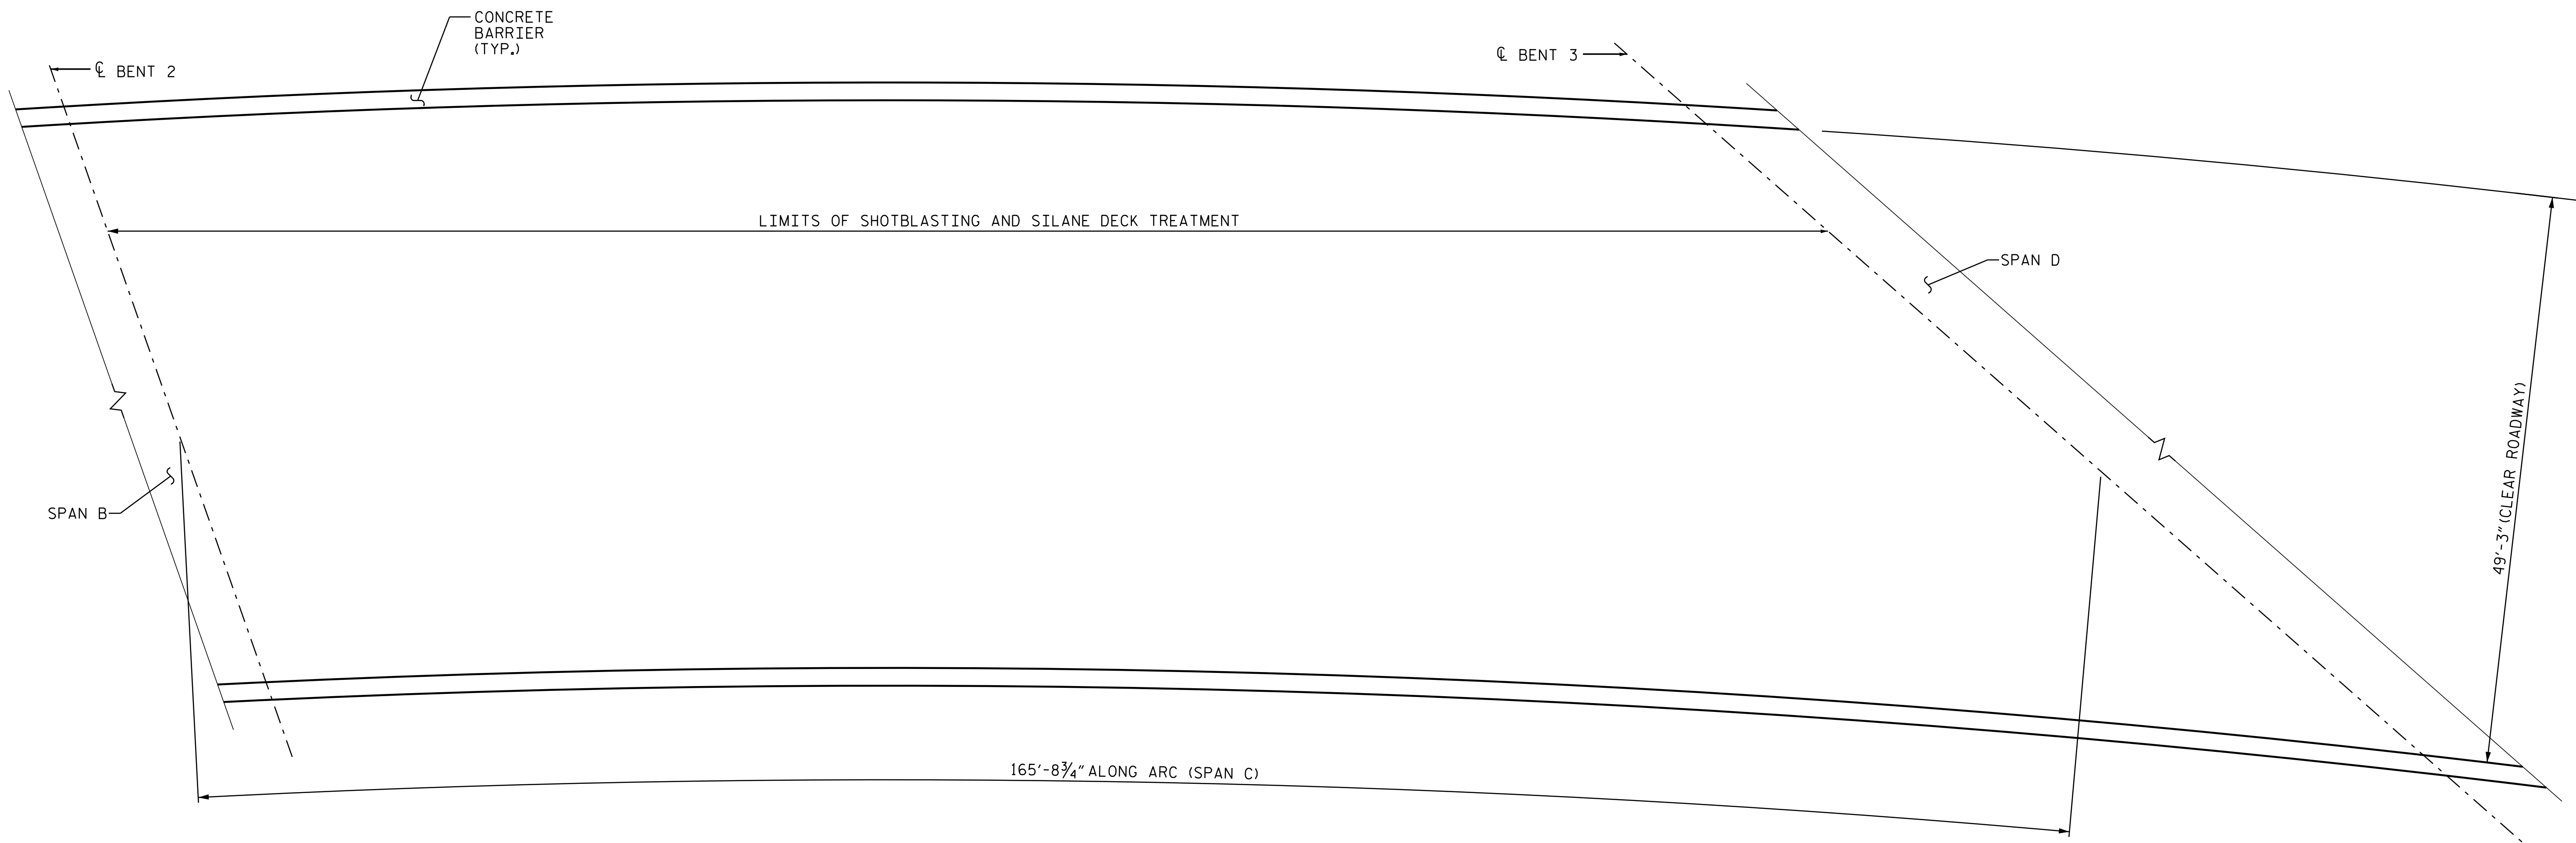 CONCRETE
BARRIER
(TYP.)
℄ BENT 2
℄ BENT 3
LIMITS OF SHOTBLASTING AND SILANE DECK TREATMENT
SPAN D
SPAN B
49'-3" (CLEAR ROADWAY)
165'-8¾" ALONG ARC (SPAN C)